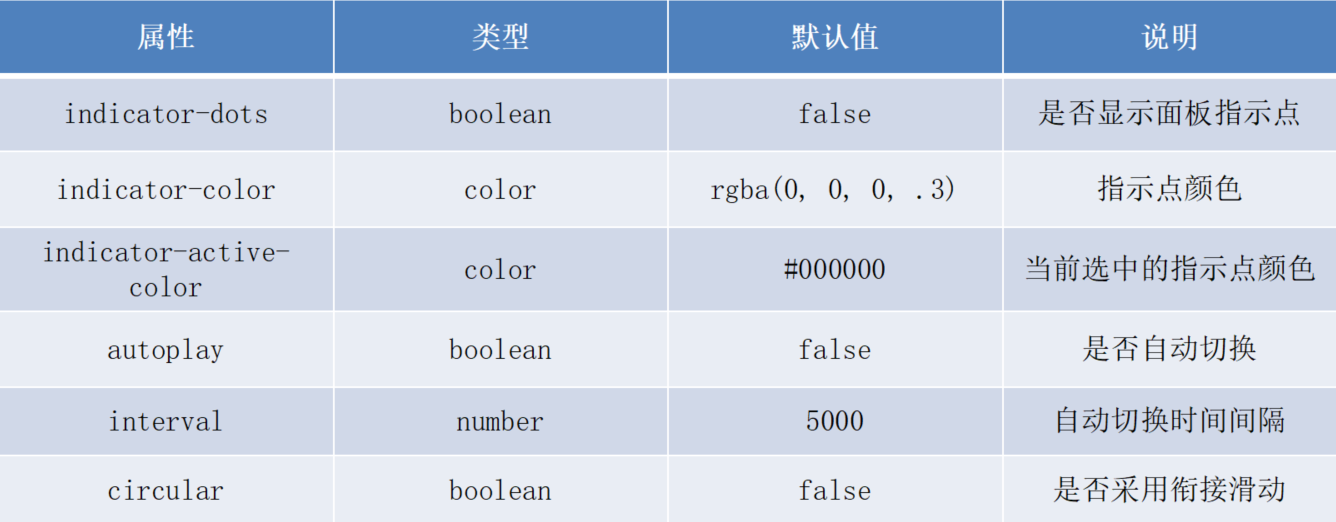 属性 类型 默认值 说明
indicator-dots boolean false 是否显示面板指示点
indicator-color color rgba(0, 0, 0, .3) 指示点颜色
indicator-active-
color color #000000 当前选中的指示点颜色
autoplay boolean false 是否自动切换
interval number 5000 自动切换时间间隔
circular boolean false 是否采用衔接滑动